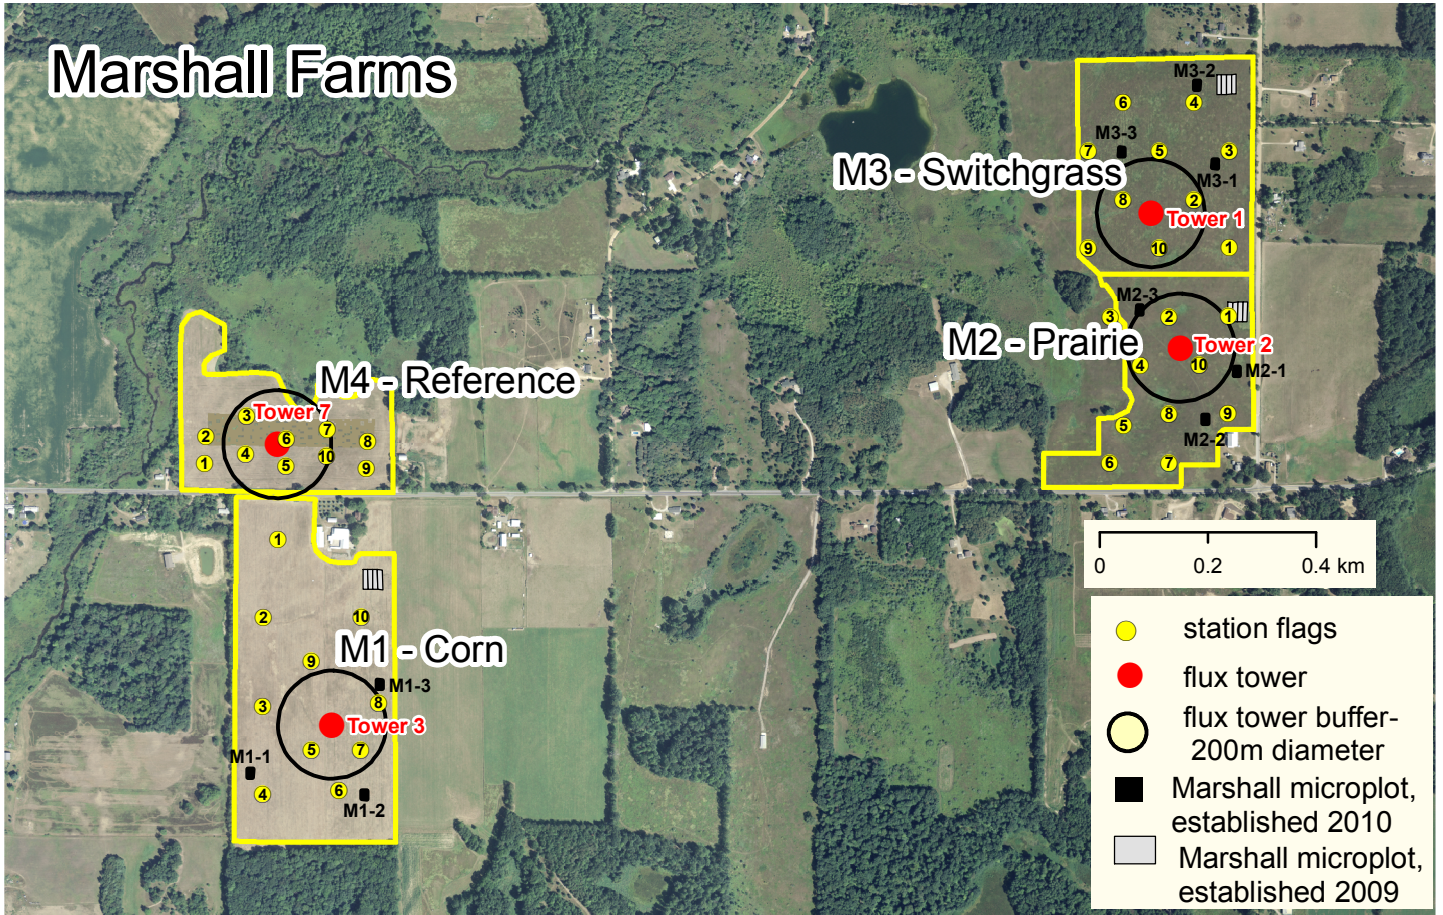 Marshall Farms
M3-2
6
4
M3-3
7
5
3
M3 - Switchgrass
M3-1
8
2
Tower 1
9
10
1
M2-3
3
2
1
M2 - Prairie
Tower 2
4
10
M2-1
5
8
9
M2-2
6
7
M4 - Reference
Tower 7
3
2
6
7
8
1
4
5
10
9
1
2
10
M1 - Corn
9
M1-3
3
8
Tower 3
5
7
M1-1
4
6
M1-2
0 0.2 0.4 km
station flags
flux tower
flux tower buffer-
200m diameter
Marshall microplot,
established 2010
Marshall microplot,
established 2009